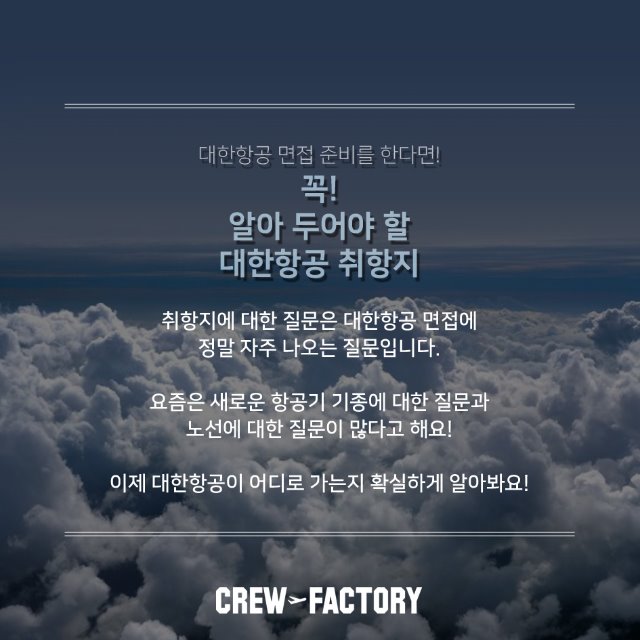 대한항공 면접 준비를 한다면!
꼭!
알아 두어야 할
대한항공 취항지
취항지에 대한 질문은 대한항공 면접에
정말 자주 나오는 질문입니다.
요즘은 새로운 항공기 기종에 대한 질문과
노선에 대한 질문이 많다고 해요!
이제 대한항공이 어디로 가는지 확실하게 알아봐요!
CREW FACTORY